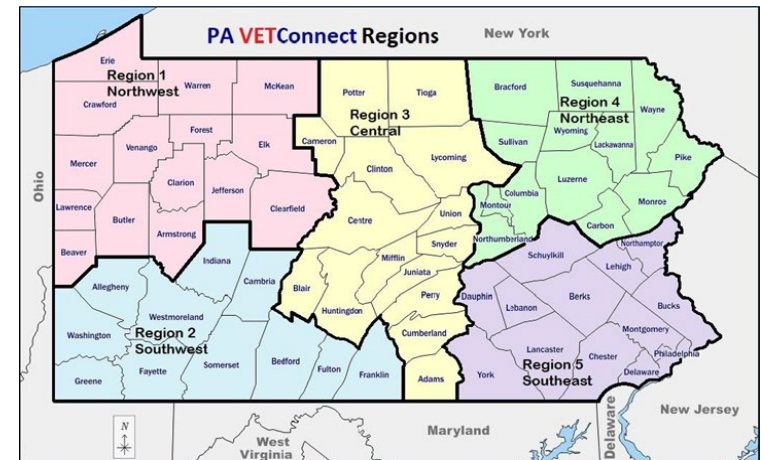 PA VETConnect Regions
New York
Erie
Region 1
Northwest
Crawford
Warren
McKean
Mercer
Venango
Forest
Elk
Clarion
Jefferson
Lawrence
Butler
Clearfield
Armstrong
Beaver
Ohio
Potter
Tioga
Region 3
Central
Cameron
Clinton
Lycoming
Centre
Union
Snyder
Mifflin
Juniata
Blair
Huntingdon
Perry
Cumberland
Adams
Bracford
Susquehanna
Region 4
Northeast
Wayne
Wyoming
Sullivan
Lackawanna
Pike
Luzerne
Columbia
Montour
Monroe
Carbon
Northumberland
Indiana
Cambria
Allegheny
Westmoreland
Washington
Region 2
Southwest
Greene
Fayette
Somerset
Bedford
Fulton
Franklin
Northampton
Schuylkill
Lehigh
Dauphin
Lebanon
Berks
Bucks
Montgomery
Lancaster
Chester
Philadelphia
Region 5
Southeast
Delaware
York
N
West
Virginia
Maryland
Delaware
New Jersey